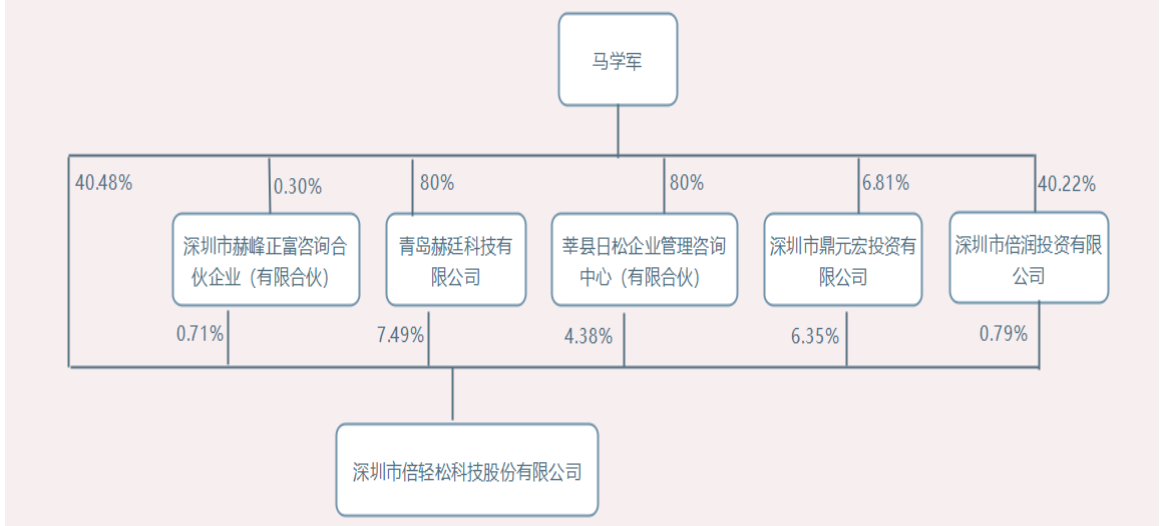 马学军
40.48%
0.30%
80%
80%
6.81%
40.22%
深圳市赫峰正富咨询合
伙企业（有限合伙）
青岛赫廷科技有
限公司
莘县日松企业管理咨询
中心（有限合伙）
深圳市鼎元宏投资有
限公司
深圳市倍润投资有限
公司
0.71%
7.49%
4.38%
6.35%
0.79%
深圳市倍轻松科技股份有限公司